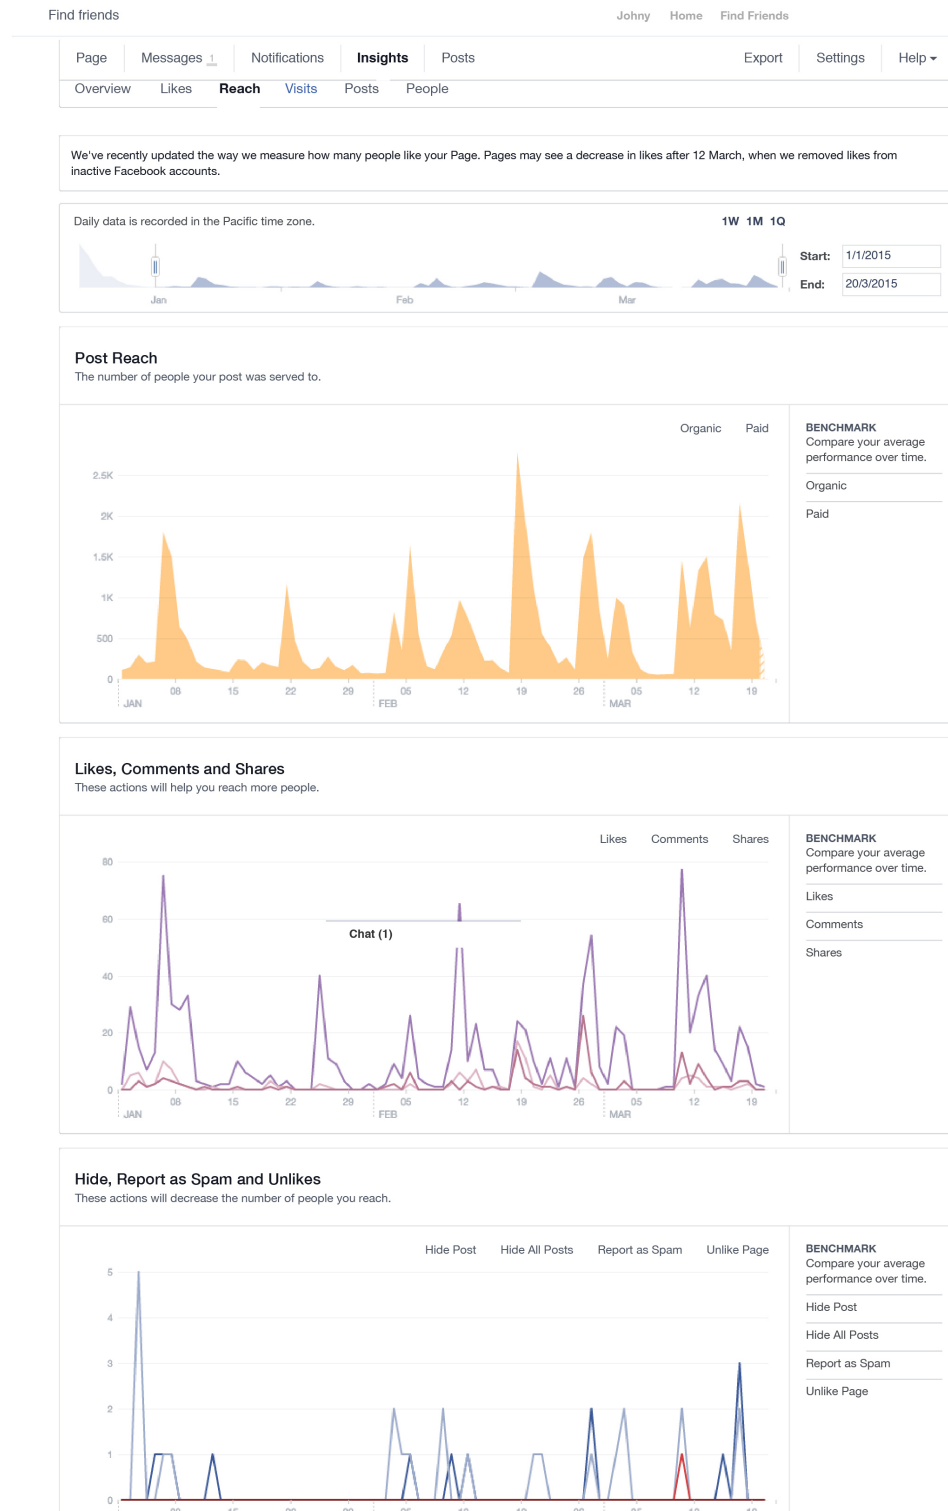 Find friends
Johny Home Find Friends
Page Messages 1 Notifications Insights Posts Export Settings Help
Overview Likes Reach Visits Posts People
We've recently updated the way we measure how many people like your Page. Pages may see a decrease in likes after 12 March, when we removed likes from
inactive Facebook accounts.
Daily data is recorded in the Pacific time zone.
1W 1M 1Q
Start: 1/1/2015
End: 20/3/2015
Jan Feb Mar
Post Reach
The number of people your post was served to.
Organic Paid
BENCHMARK
Compare your average
performance over time.
Organic
Paid
2.5K
2K
1.5K
1K
500
0
08 15 22 29 05 12 19 26 05 12 19
JAN FEB MAR
Likes, Comments and Shares
These actions will help you reach more people.
Likes Comments Shares
BENCHMARK
Compare your average
performance over time.
Likes
Comments
Shares
80
60
Chat (1)
40
20
0
08 15 22 29 05 12 19 26 05 12 19
JAN FEB MAR
Hide, Report as Spam and Unlikes
These actions will decrease the number of people you reach.
Hide Post Hide All Posts Report as Spam Unlike Page
BENCHMARK
Compare your average
performance over time.
Hide Post
Hide All Posts
Report as Spam
Unlike Page
5
4
3
2
1
0